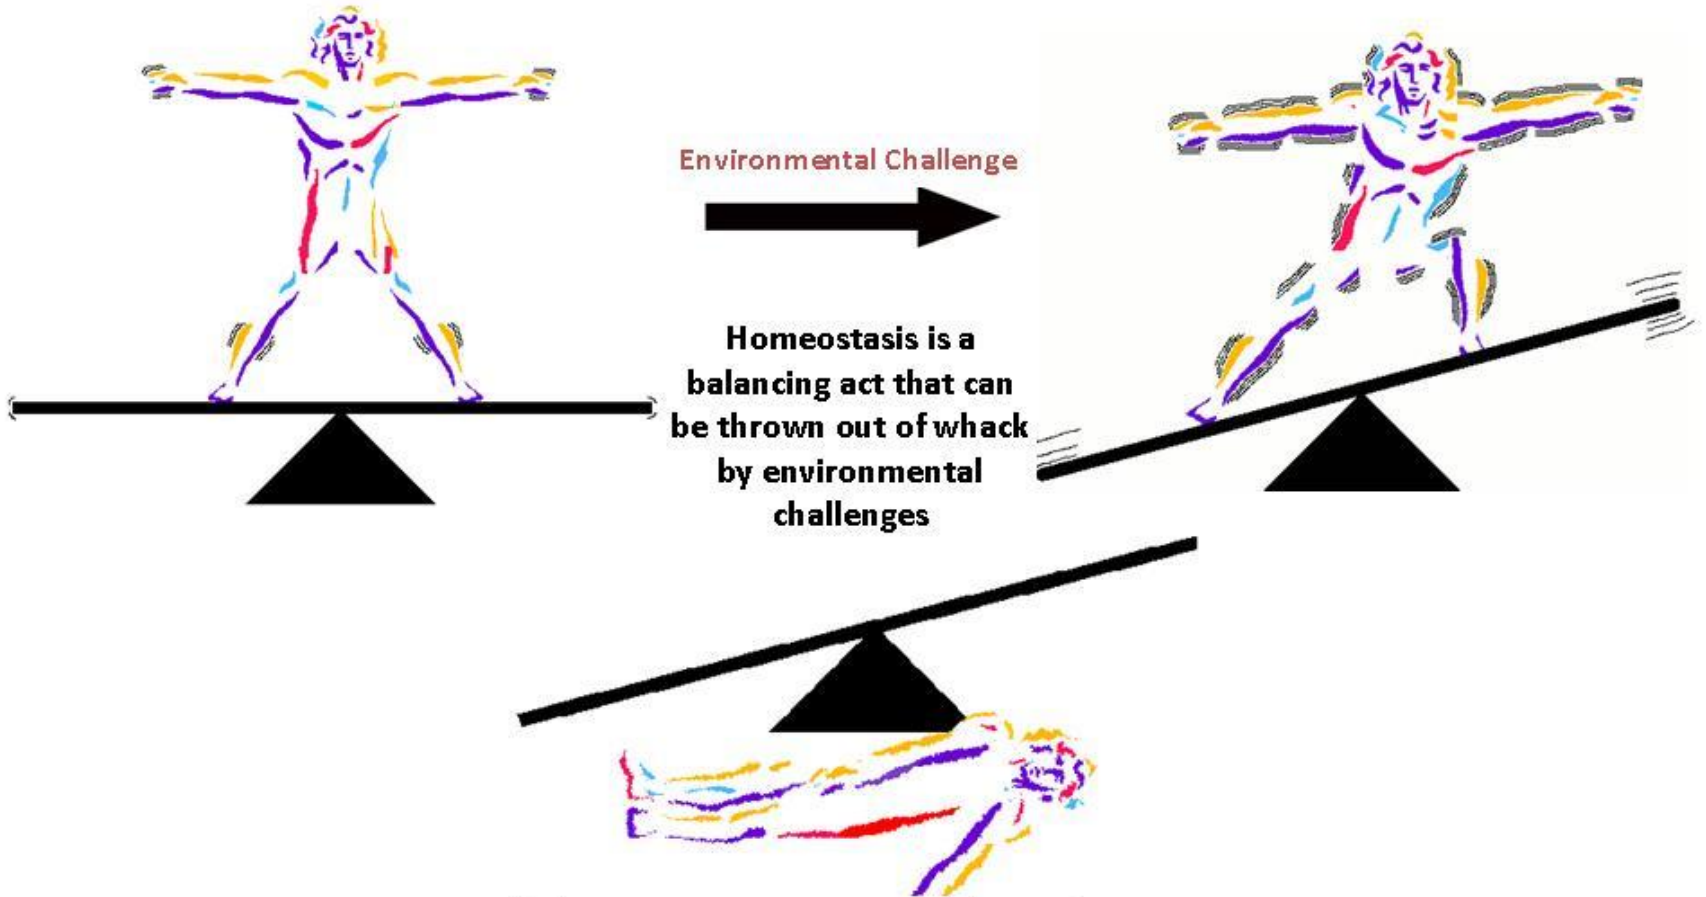 Environmental Challenge
Homeostasis is a
balancing act that can
be thrown out of whack
by environmental
challenges